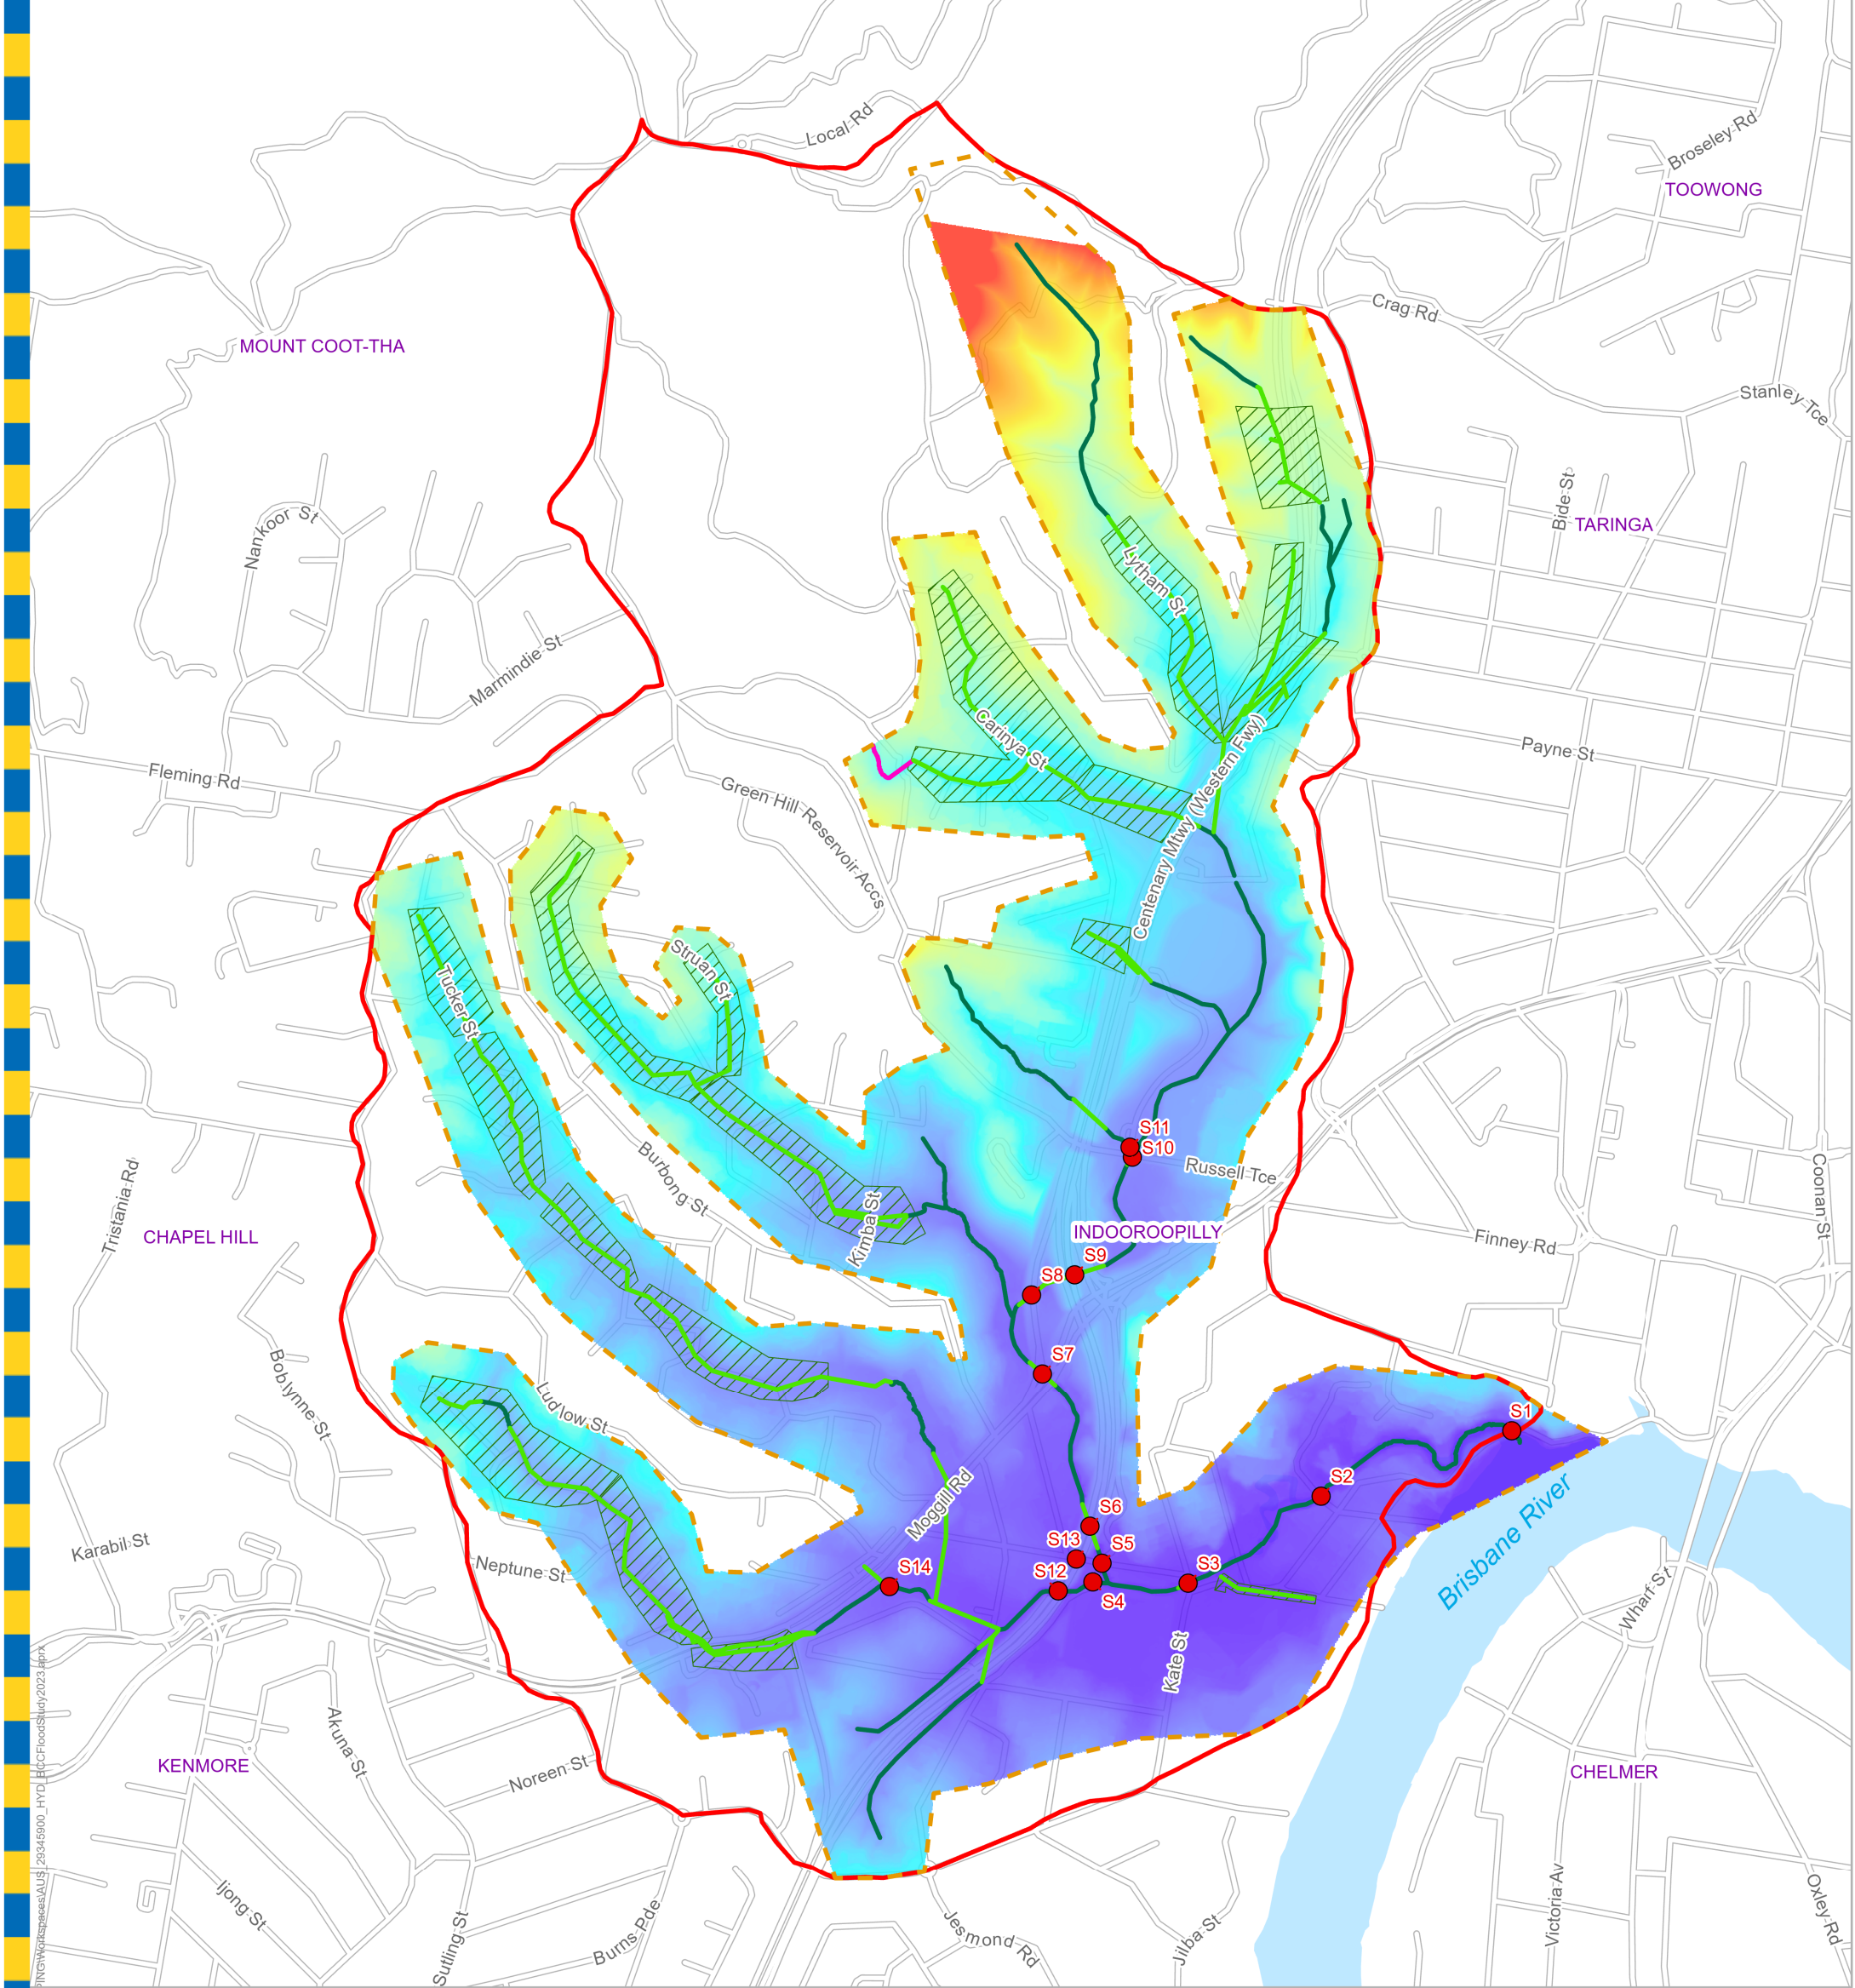 Local Rd
Broseley Rd
TOOWONG
Crag Rd
MOUNT COOT-THA
Stanley Tce
Bide St
Nankoor St
TARINGA
Lytham St
Marmindie St
Carinya St
Payne St
Fleming Rd
Green Hill Reservoir Accs
Centenary Mtwy (Western Fwy)
Struan St
Tucker St
S11
S10
Russell Tce
Burbong St
Coonan St
Tristania Rd
CHAPEL HILL
Kimba St
INDOOROOPILLY
Finney Rd
S9
S8
S7
Boblynne St
Ludlow St
S1
S2
Moggill Rd
Brisbane River
S6
Karabil St
S13
S5
Neptune St
S14
S12
S3
S4
Wharf St
Kate St
Akuna St
KENMORE
Noreen St
CHELMER
Ijong St
Sutling St
Burns Pde
Jesmond Rd
Jilba St
Victoria Av
Oxley Rd
PING\Workspaces\AUS_29345900_HYD_BCCFloodStudy2023.aprx